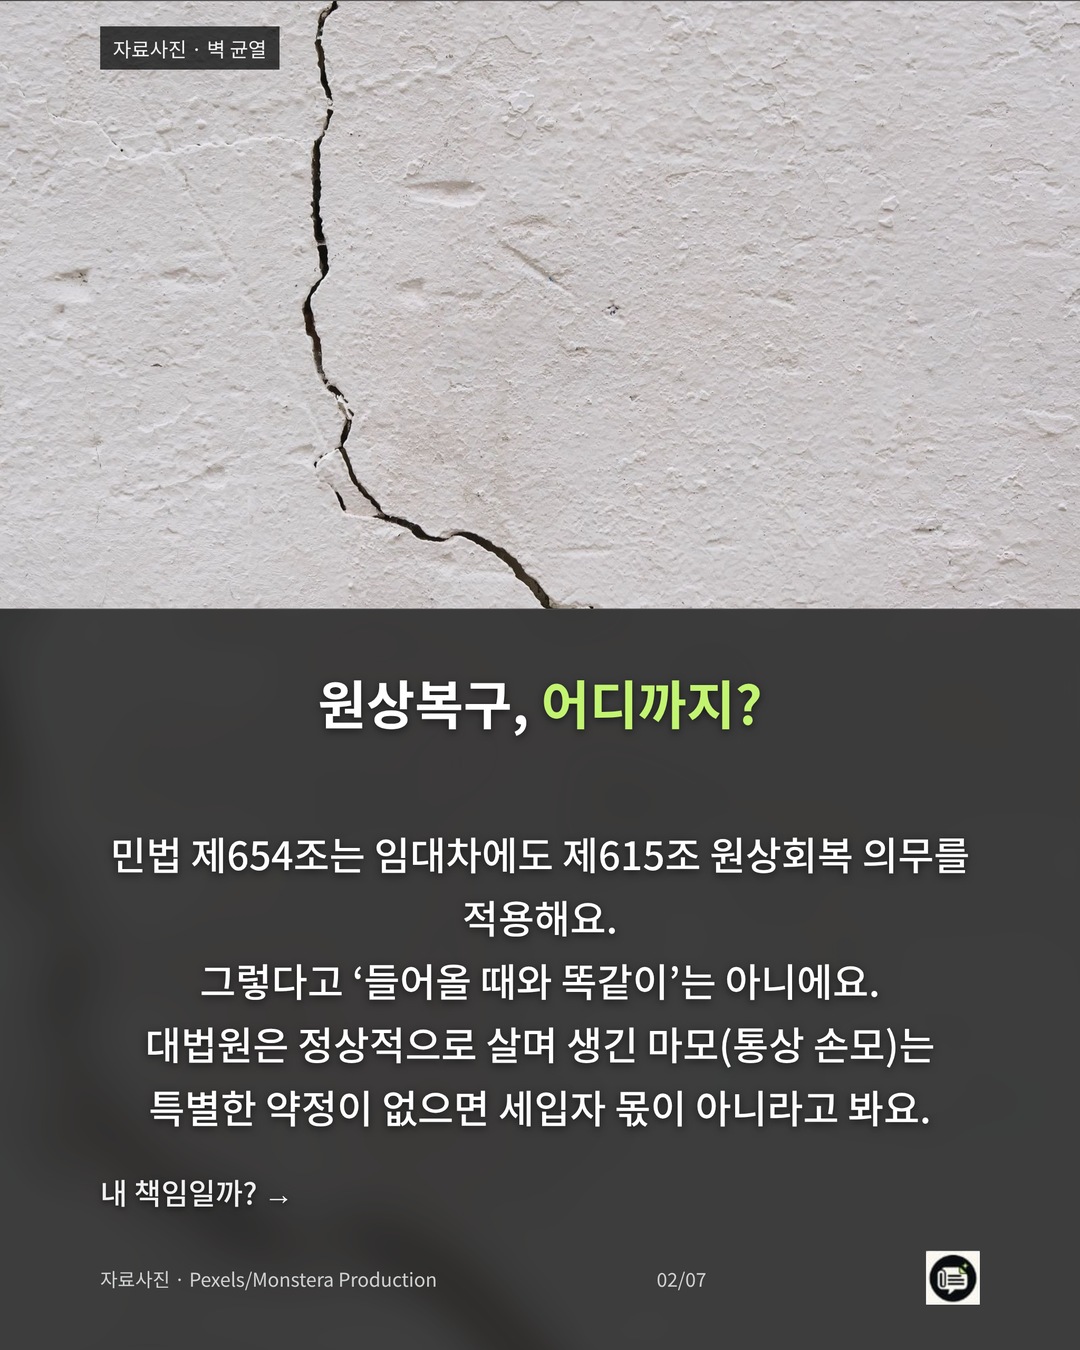 자료사진 · 벽 균열
원상복구, 어디까지?
민법 제654조는 임대차에도 제615조 원상회복 의무를
적용해요.
그렇다고 ‘들어올 때와 똑같이’는 아니에요.
대법원은 정상적으로 살며 생긴 마모(통상 손모)는
특별한 약정이 없으면 세입자 몫이 아니라고 봐요.
내 책임일까? →
자료사진 · Pexels/Monstera Production
02/07